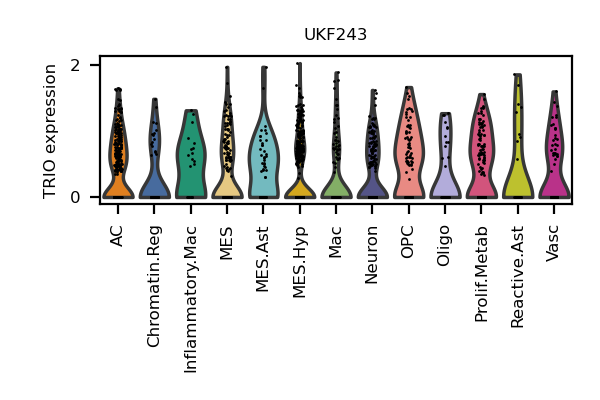 UKF243
TRIO expression
2
0
AC
Chromatin.Reg
Inflammatory.Mac
MES
MES.Ast
MES.Hyp
Mac
Neuron
OPC
Oligo
Prolif.Metab
Reactive.Ast
Vasc